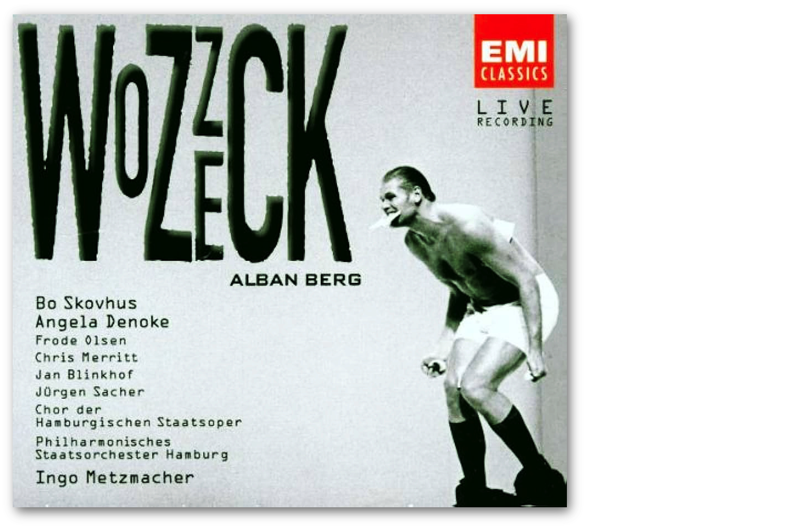 WOZZECK
EMI
CLASSICS
LIVE
RECORDING
ALBAN BERG
Bo Skovhus
Angela Denoke
Frode Olsen
Chris Merritt
Jan Blinkhof
Jürgen Sacher
Chor der
Hamburgischen Staatsoper
Philharmonisches
Staatsorchester Hamburg
Ingo Metzmacher